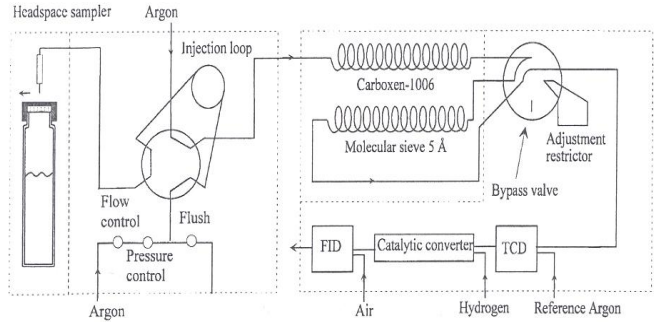 Headspace sampler
Argon
Injection loop
Carboxen-1006
Molecular sieve 5 Å
Adjustment
restrictor
Bypass valve
Flow
control
Flush
Pressure
control
FID
Catalytic converter
TCD
Argon
Air
Hydrogen
Reference Argon